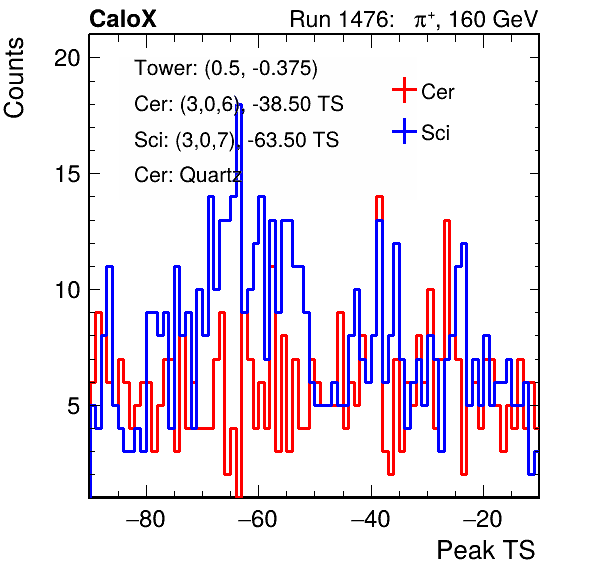 CaloX Run 1476: π+, 160 GeV
Counts
20
15
10
5
Tower: (0.5, -0.375)
Cer: (3,0,6), -38.50 TS
Sci: (3,0,7), -63.50 TS
Cer: Quartz
Cer
Sci
−80 −60 −40 −20
Peak TS